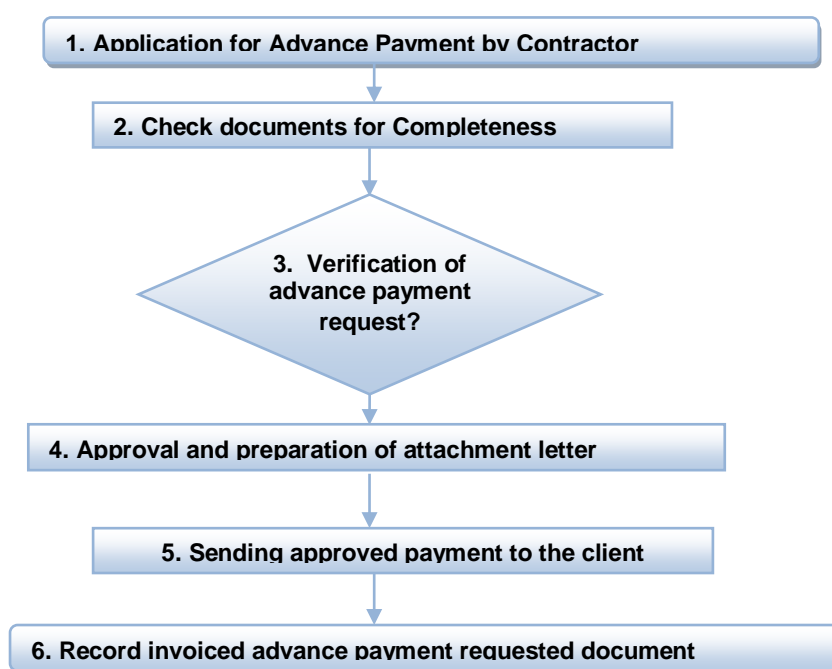 1. Application for Advance Payment by Contractor
2. Check documents for Completeness
3. Verification of
advance payment
request?
4. Approval and preparation of attachment letter
5. Sending approved payment to the client
6. Record invoiced advance payment requested document